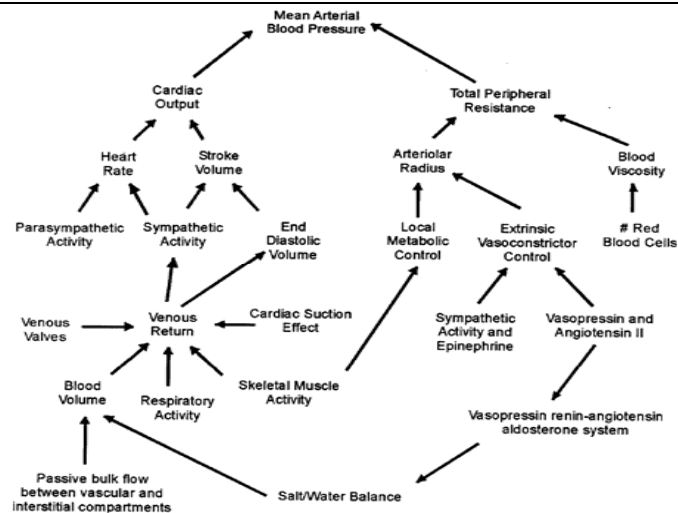 Mean Arterial
Blood Pressure
Cardiac
Output
Total Peripheral
Resistance
Heart
Rate
Stroke
Volume
Arteriolar
Radius
Blood
Viscosity
Parasympathetic
Activity
Sympathetic
Activity
End
Diastolic
Volume
Local
Metabolic
Control
Extrinsic
Vasoconstrictor
Control
# Red
Blood Cells
Venous
Valves
Venous
Return
Cardiac Suction
Effect
Sympathetic
Activity and
Epinephrine
Vasopressin and
Angiotensin II
Blood
Volume
Respiratory
Activity
Skeletal Muscle
Activity
Vasopressin renin-angiotensin
aldosterone system
Passive bulk flow
between vascular and
interstitial compartments
Salt/Water Balance